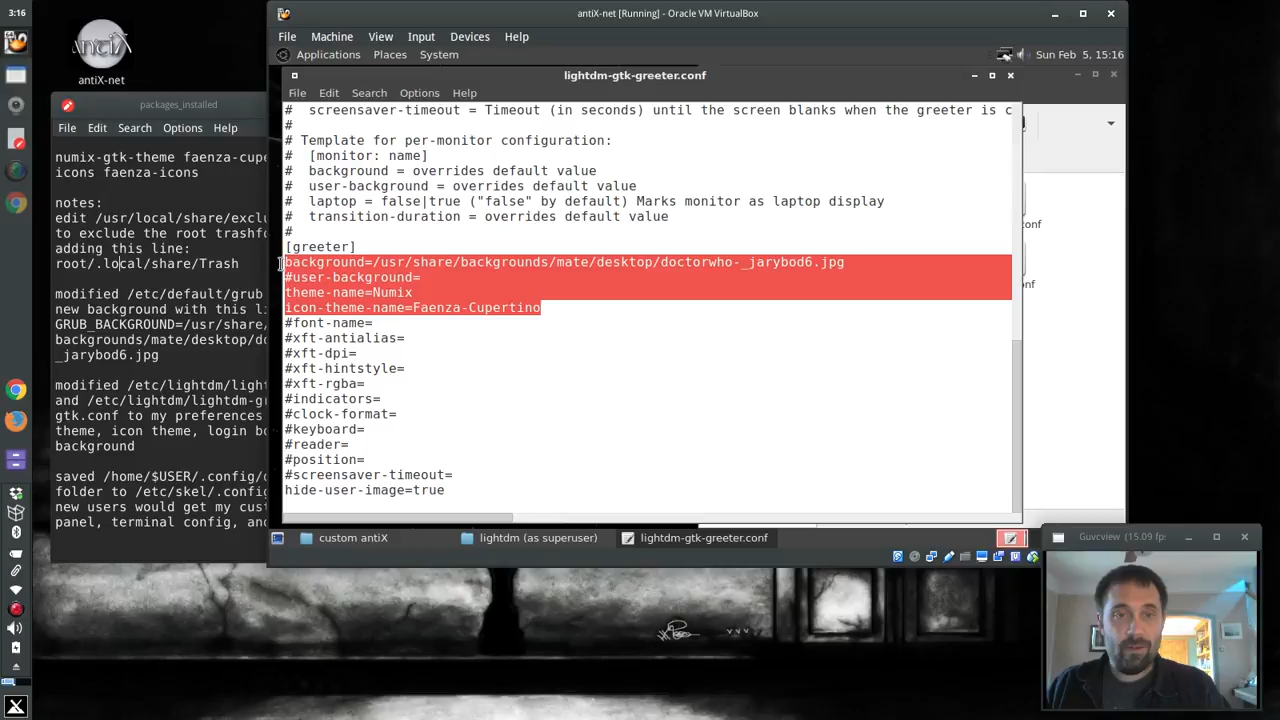 3:16
antiX
antiX-net
packages_installed
File Edit Search Options Help
numix-gtk-theme faenza-cupe
icons faenza-icons
notes:
edit /usr/local/share/exclu
to exclude the root trashfo
adding this line:
root/.local/share/Trash
modified /etc/default/grub
new background with this li
GRUB_BACKGROUND=/usr/share/
backgrounds/mate/desktop/do
_jarybod6.jpg
modified /etc/lightdm/light
and /etc/lightdm/lightdm-g
gtk.conf to my preferences
theme, icon theme, login bo
background
saved /home/$USER/.config/
folder to /etc/skel/.config
new users would get my cust
panel, terminal config, an
antiX-net [Running] - Oracle VM VirtualBox
File Machine View Input Devices Help
Applications Places System
Sun Feb 5, 15:16
lightdm-gtk-greeter.conf
File Edit Search Options Help
#  screensaver-timeout = Timeout (in seconds) until the screen blanks when the greeter is c
#
# Template for per-monitor configuration:
#  [monitor: name]
#  background = overrides default value
#  user-background = overrides default value
#  laptop = false|true ("false" by default) Marks monitor as laptop display
#  transition-duration = overrides default value
#
[greeter]
background=/usr/share/backgrounds/mate/desktop/doctorwho-_jarybod6.jpg
#user-background=
theme-name=Numix
icon-theme-name=Faenza-Cupertino
#font-name=
#xft-antialias=
#xft-dpi=
#xft-hintstyle=
#xft-rgba=
#indicators=
#clock-format=
#keyboard=
#reader=
#position=
#screensaver-timeout=
hide-user-image=true
onf
nf
custom antiX
lightdm (as superuser)
lightdm-gtk-greeter.conf
Guvcview (15.09 fp: